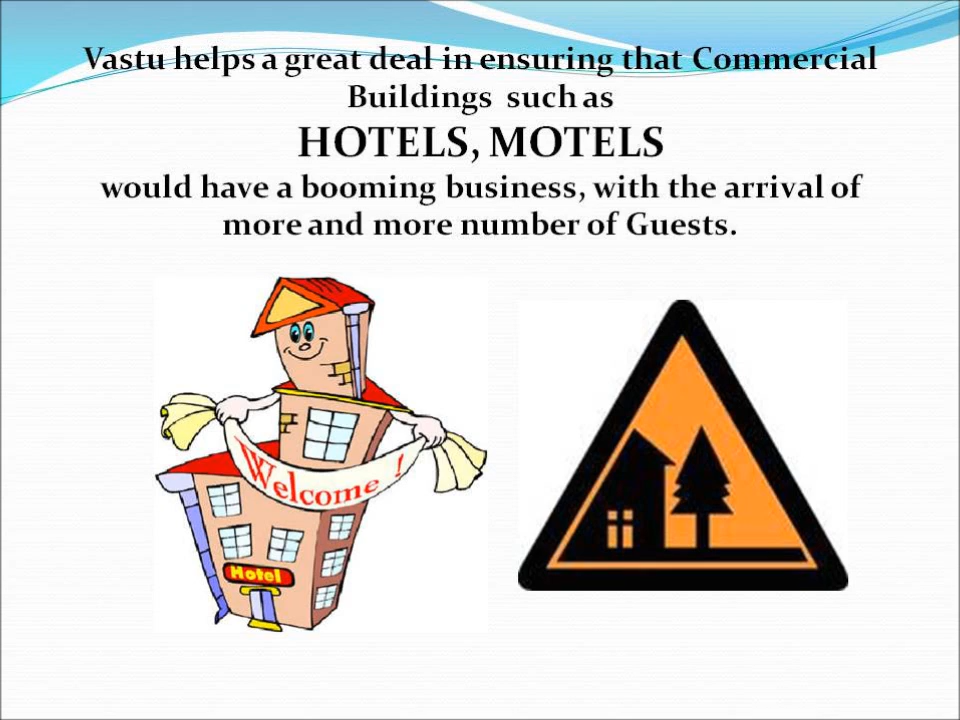 Vastu helps a great deal in ensuring that Commercial
Buildings such as
HOTELS, MOTELS
would have a booming business, with the arrival of
more and more number of Guests.
Welcome !
Hotel